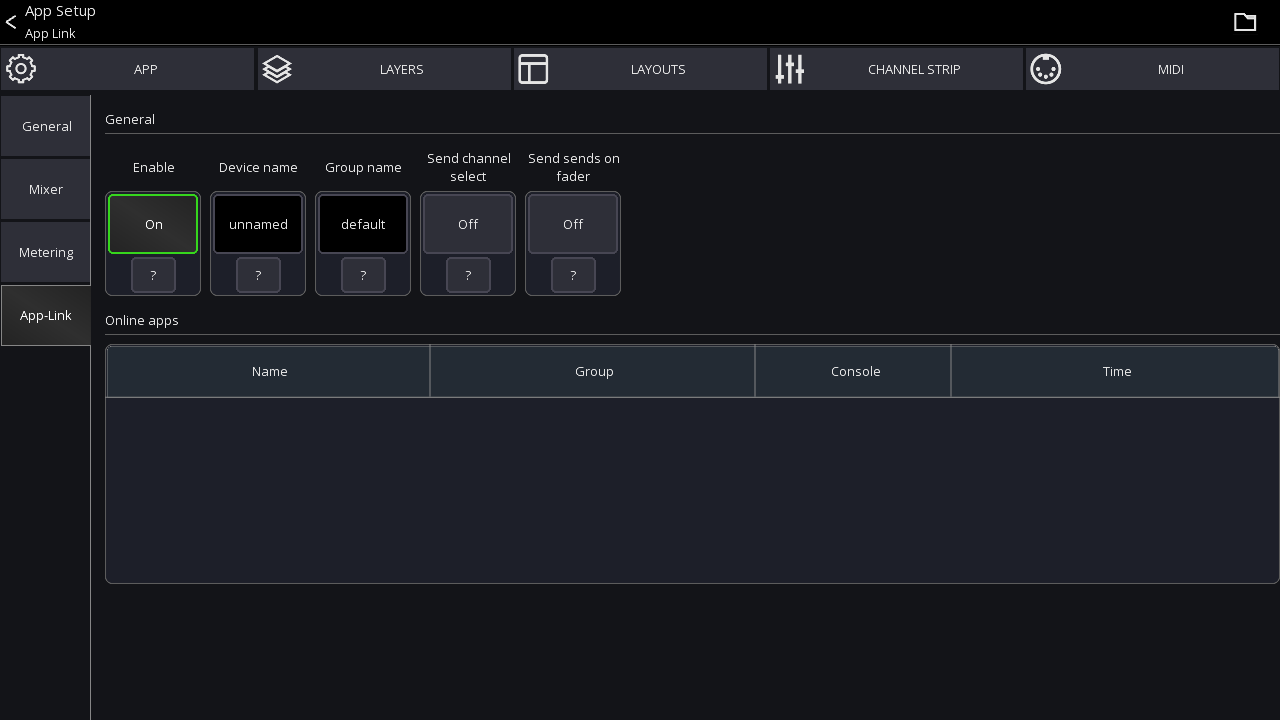 App Setup
App Link
APP
LAYERS
LAYOUTS
CHANNEL STRIP
MIDI
General
Mixer
Metering
App-Link
General
Enable
Device name
Group name
Send channel
select
Send sends on
fader
On
unnamed
default
Off
Off
?
?
?
?
?
Online apps
Name
Group
Console
Time